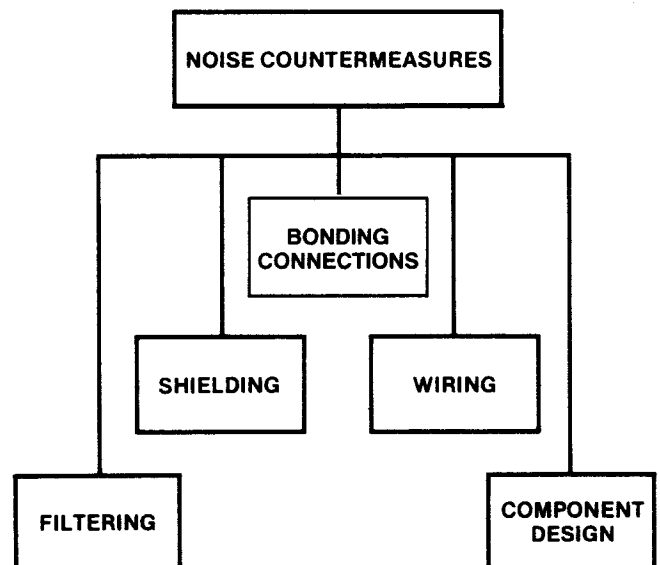 NOISE COUNTERMEASURES
BONDING
CONNECTIONS
SHIELDING
WIRING
FILTERING
COMPONENT
DESIGN